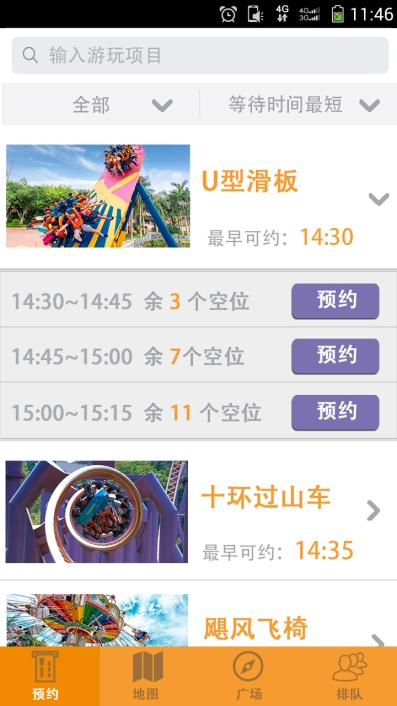 4G 4G 3G 11:46
输入游玩项目
全部 等待时间最短
U型滑板
最早可约：14:30
14:30~14:45 余 3 个空位 预约
14:45~15:00 余 7个空位 预约
15:00~15:15 余 11 个空位 预约
十环过山车
最早可约：14:35
飓风飞椅
预约 地图 广场 排队